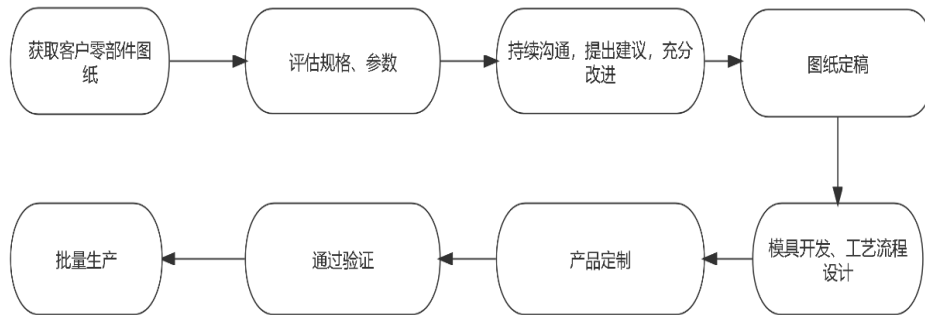 获取客户零部件图
纸
评估规格、参数
持续沟通，提出建议，充分
改进
图纸定稿
模具开发、工艺流程
设计
产品定制
通过验证
批量生产